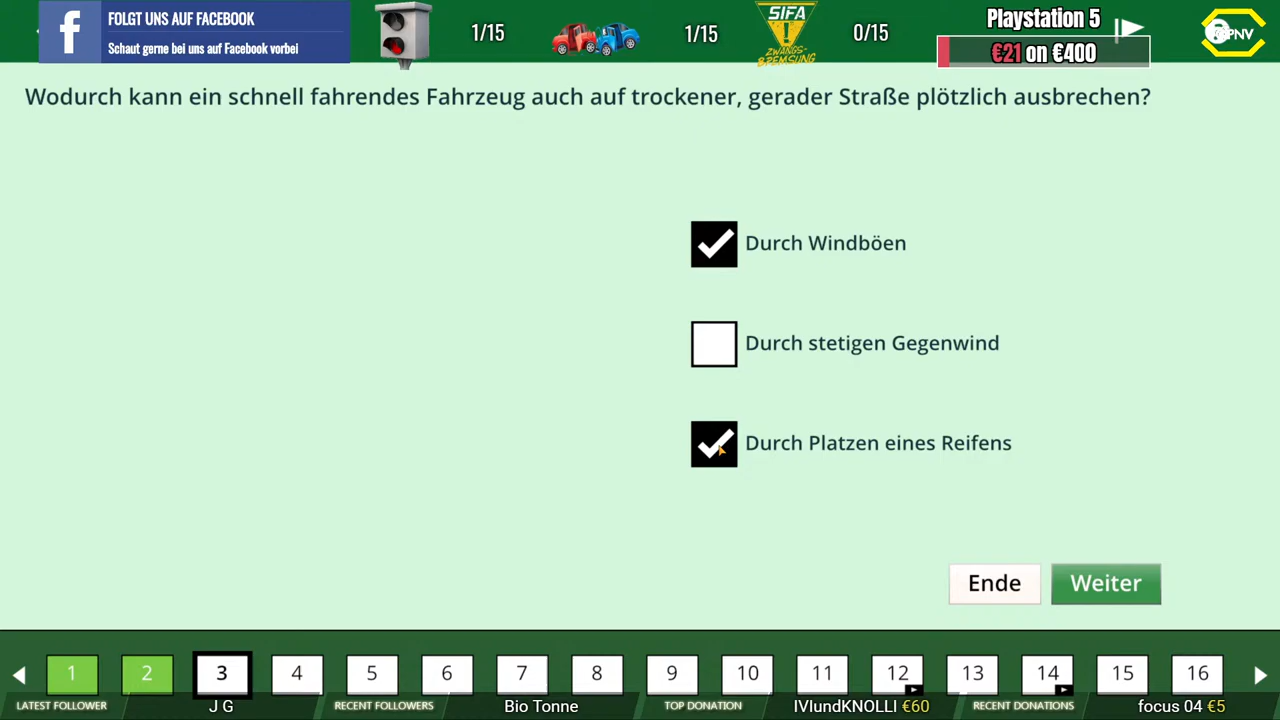 FOLGT UNS AUF FACEBOOK
Schaut gerne bei uns auf Facebook vorbei
1/15
1/15
SIFA
ZWANGS-
BREMSUNG
0/15
Playstation 5
€21 on €400
ÖPNV
Wodurch kann ein schnell fahrendes Fahrzeug auch auf trockener, gerader Straße plötzlich ausbrechen?
Durch Windböen
Durch stetigen Gegenwind
Durch Platzen eines Reifens
Ende Weiter
1 2 3 4 5 6 7 8 9 10 11 12 13 14 15 16
LATEST FOLLOWER J G RECENT FOLLOWERS Bio Tonne TOP DONATION IVIundKNOLLI €60 RECENT DONATIONS focus 04 €5